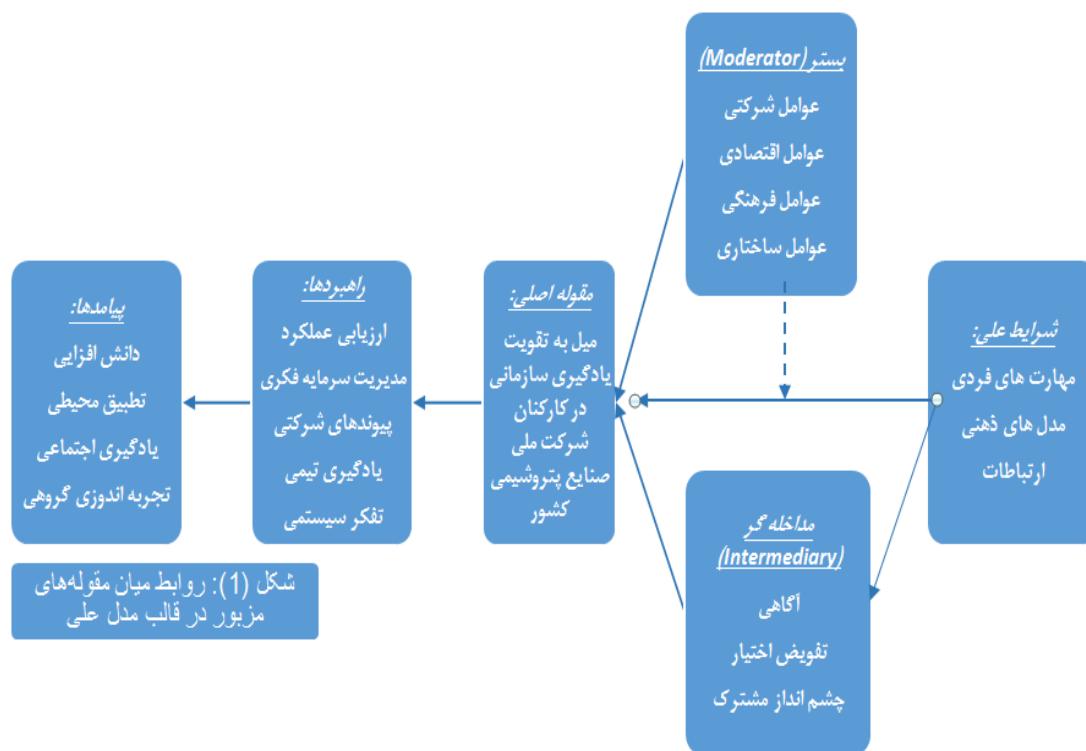 بستر (Moderator)
عوامل شرکتی
عوامل اقتصادی
عوامل فرهنگی
عوامل ساختاری
شرایط علی:
مهارت های فردی
مدل های ذهنی
ارتباطات
مداخله گر
(Intermediary)
آگاهی
تفویض اختیار
چشم انداز مشترک
مقوله اصلی:
میل به تقویت
یادگیری سازمانی
در کارکنان
شرکت ملی
صنایع پتروشیمی
کشور
راهبردها:
ارزیابی عملکرد
مدیریت سرمایه فکری
پیوندهای شرکتی
یادگیری تیمی
تفکر سیستمی
پیامدها:
دانش افزایی
تطبیق محیطی
یادگیری اجتماعی
تجربه اندوزی گروهی
شکل (1): روابط میان مقوله‌های
مزبور در قالب مدل علی